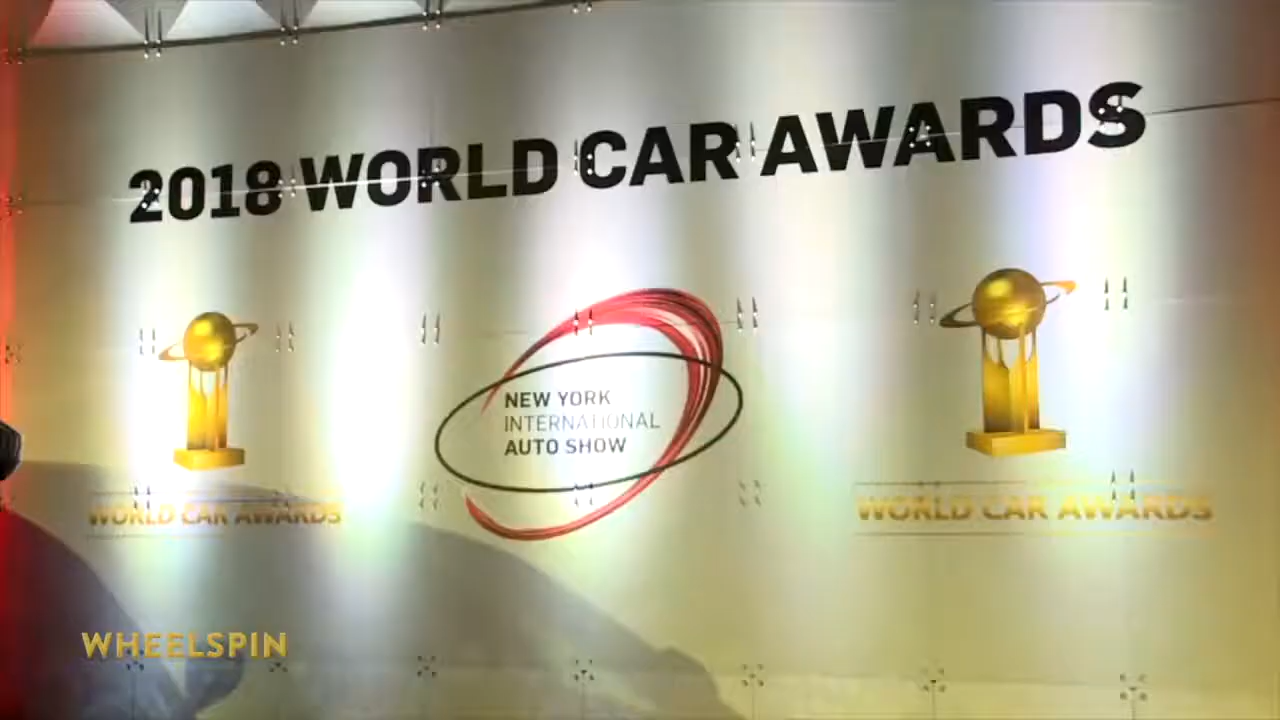 2018 WORLD CAR AWARDS
NEW YORK
INTERNATIONAL
AUTO SHOW
WORLD CAR AWARDS
WORLD CAR AWARDS
WHEELSPIN